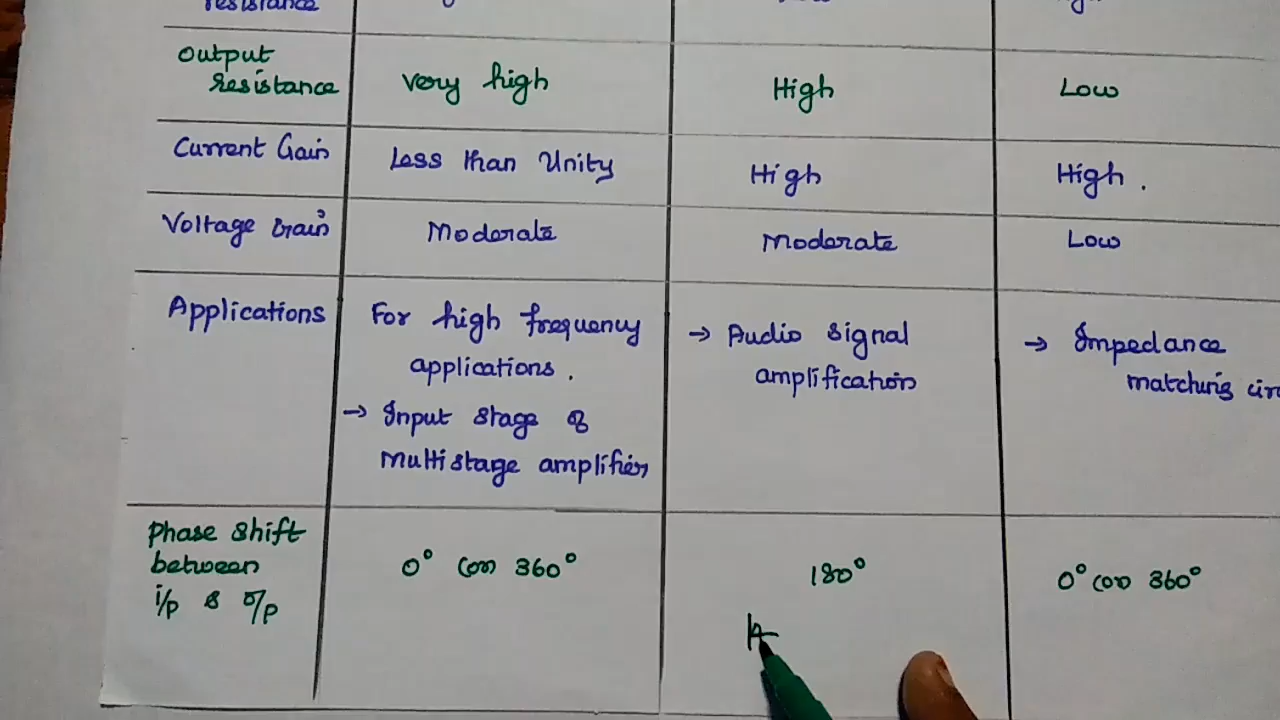 resistance
Output
resistance
Very high
High
Low
Current Gain
Less than Unity
High
High .
Voltage Gain
Moderate
Moderate
Low
Applications
For high frequency
applications .
→ Input stage of
multistage amplifier
→ Audio signal
amplification
→ Impedance
matching
Phase shift
between
i/p & o/p
0° (or) 360°
180°
0° (or) 360°